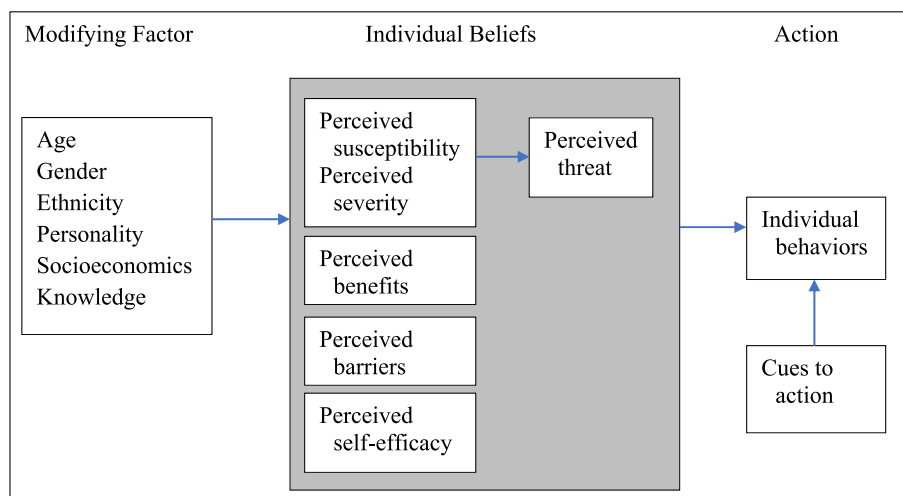 Modifying Factor
Individual Beliefs
Action
Age
Gender
Ethnicity
Personality
Socioeconomics
Knowledge
Perceived
susceptibility
Perceived
severity
Perceived
threat
Perceived
benefits
Perceived
barriers
Perceived
self-efficacy
Individual
behaviors
Cues to
action